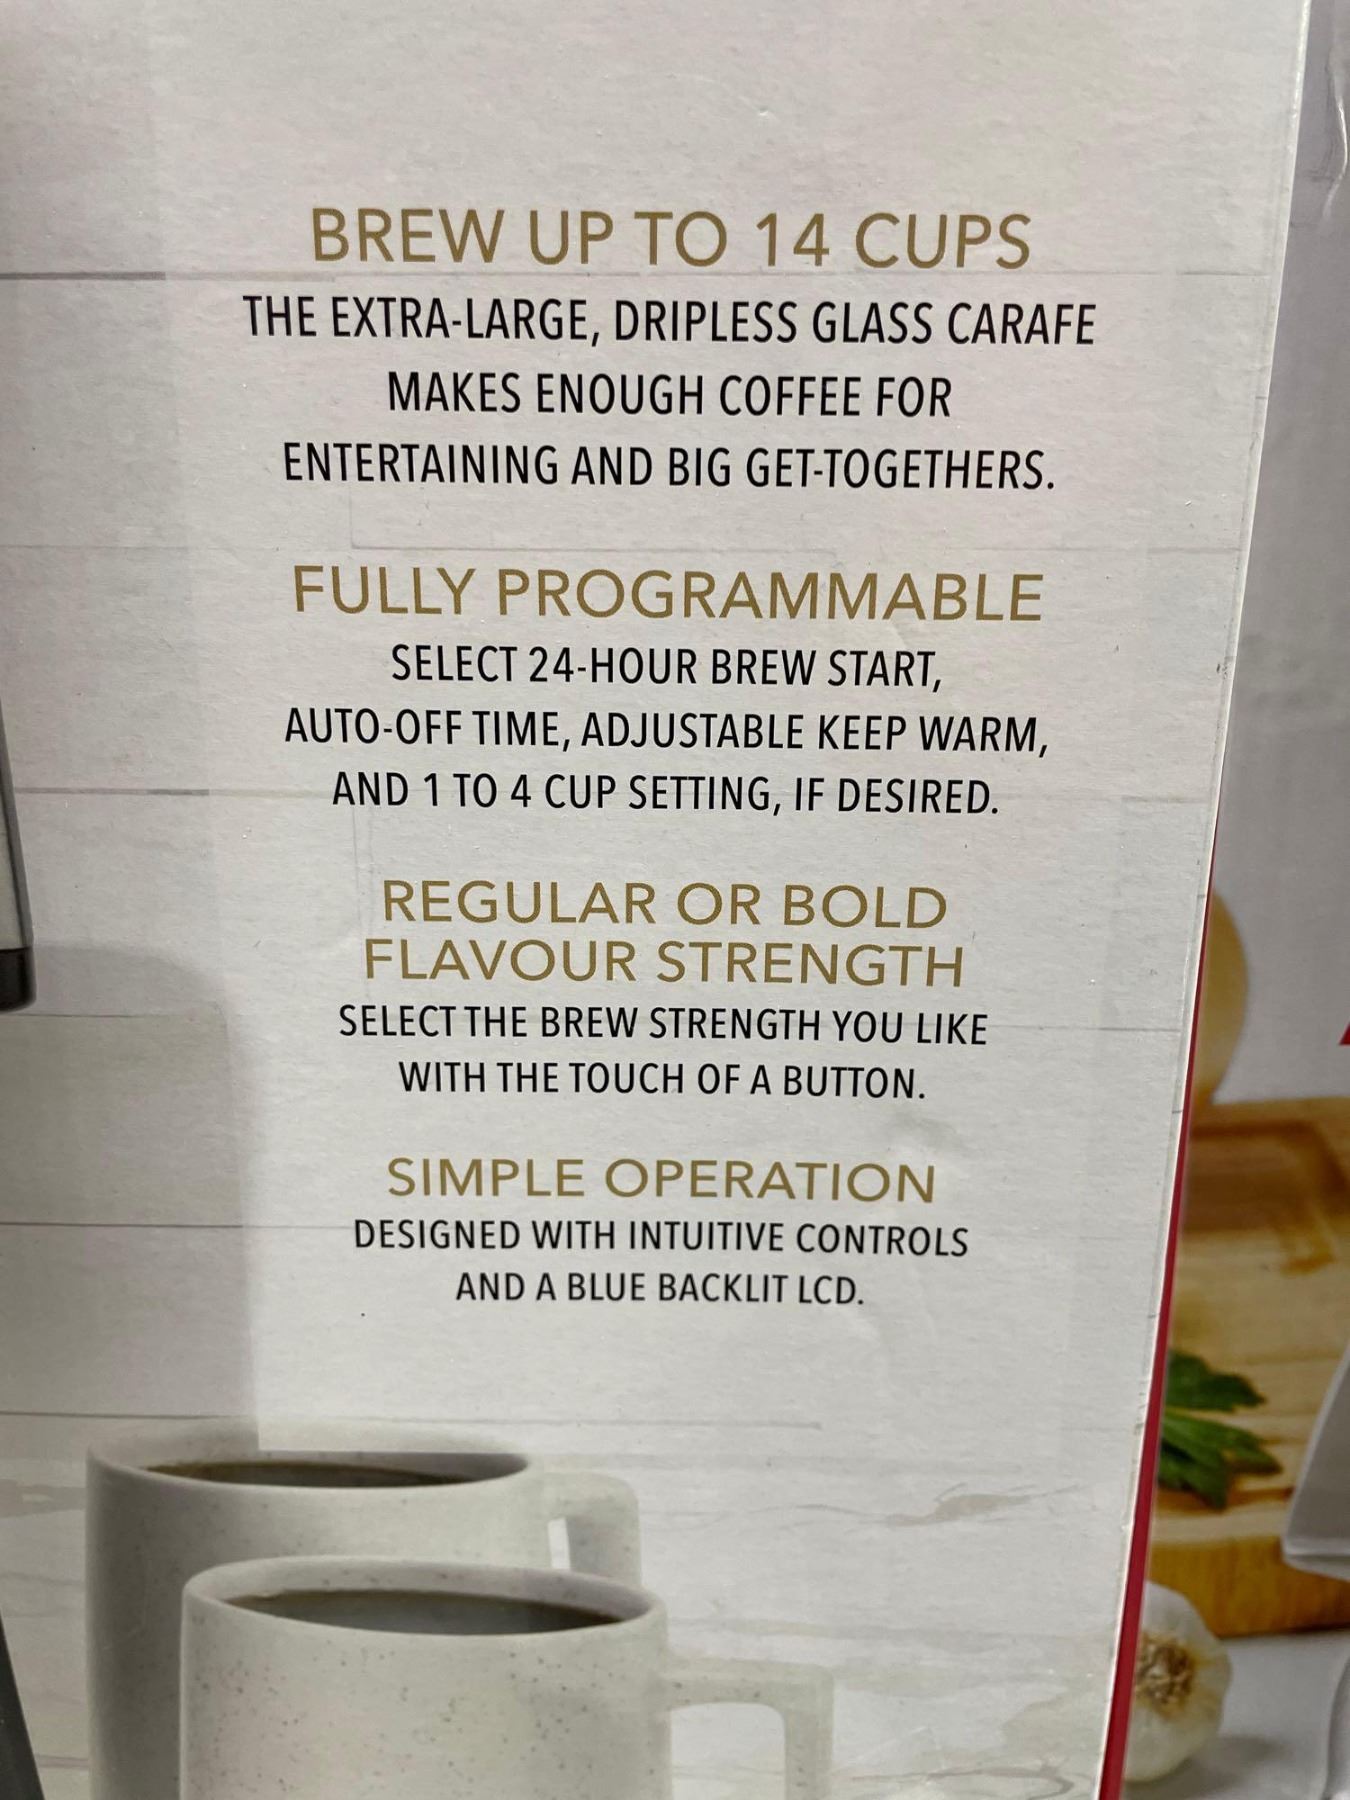 BREW UP TO 14 CUPS
THE EXTRA-LARGE, DRIPLESS GLASS CARAFE
MAKES ENOUGH COFFEE FOR
ENTERTAINING AND BIG GET-TOGETHERS.
FULLY PROGRAMMABLE
SELECT 24-HOUR BREW START,
AUTO-OFF TIME, ADJUSTABLE KEEP WARM,
AND 1 TO 4 CUP SETTING, IF DESIRED.
REGULAR OR BOLD
FLAVOUR STRENGTH
SELECT THE BREW STRENGTH YOU LIKE
WITH THE TOUCH OF A BUTTON.
SIMPLE OPERATION
DESIGNED WITH INTUITIVE CONTROLS
AND A BLUE BACKLIT LCD.